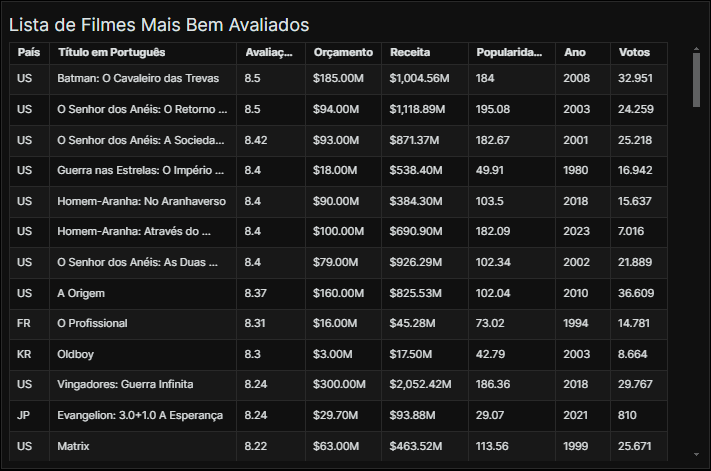 Lista de Filmes Mais Bem Avaliados
País Título em Português Avaliaç... Orçamento Receita Popularida... Ano Votos
US Batman: O Cavaleiro das Trevas 8.5 $185.00M $1,004.56M 184 2008 32.951
US O Senhor dos Anéis: O Retorno ... 8.5 $94.00M $1,118.89M 195.08 2003 24.259
US O Senhor dos Anéis: A Socieda... 8.42 $93.00M $871.37M 182.67 2001 25.218
US Guerra nas Estrelas: O Império ... 8.4 $18.00M $538.40M 49.91 1980 16.942
US Homem-Aranha: No Aranhaverso 8.4 $90.00M $384.30M 103.5 2018 15.637
US Homem-Aranha: Através do ... 8.4 $100.00M $690.90M 182.09 2023 7.016
US O Senhor dos Anéis: As Duas ... 8.4 $79.00M $926.29M 102.34 2002 21.889
US A Origem 8.37 $160.00M $825.53M 102.04 2010 36.609
FR O Profissional 8.31 $16.00M $45.28M 73.02 1994 14.781
KR Oldboy 8.3 $3.00M $17.50M 42.79 2003 8.664
US Vingadores: Guerra Infinita 8.24 $300.00M $2,052.42M 186.36 2018 29.767
JP Evangelion: 3.0+1.0 A Esperança 8.24 $29.70M $93.88M 29.07 2021 810
US Matrix 8.22 $63.00M $463.52M 113.56 1999 25.671